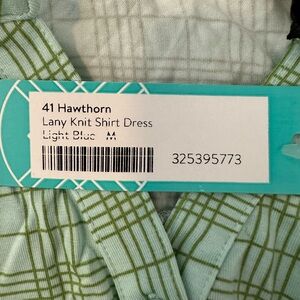 41 Hawthorn
Lany Knit Shirt Dress
Light Blue M
325395773